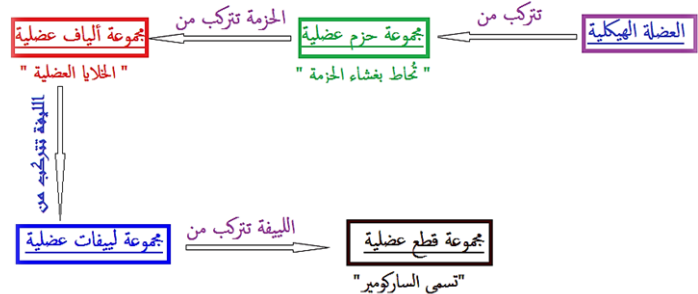 العضلة الهيكلية
تتركب من
مجموعة حزم عضلية
" تُحاط بغشاء الحزمة "
الحزمة تتركب من
مجموعة ألياف عضلية
" الخلايا العضلية "
الليفة تتركب من
مجموعة لييفات عضلية
اللييفة تتركب من
مجموعة قطع عضلية
"تسمى الساركومير"